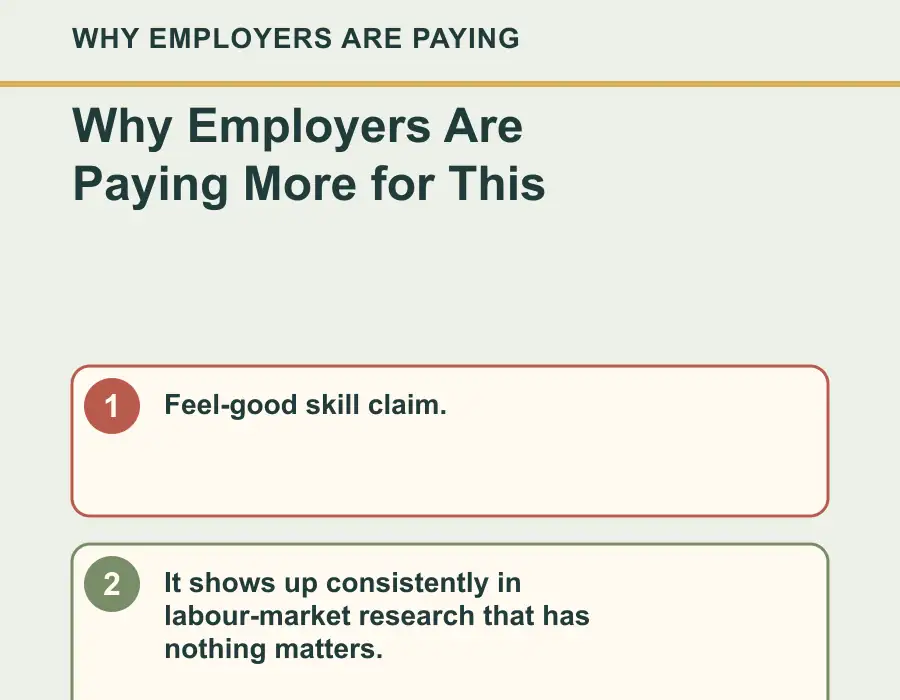 WHY EMPLOYERS ARE PAYING
Why Employers Are
Paying More for This
1
Feel-good skill claim.
2
It shows up consistently in
labour-market research that has
nothing matters.